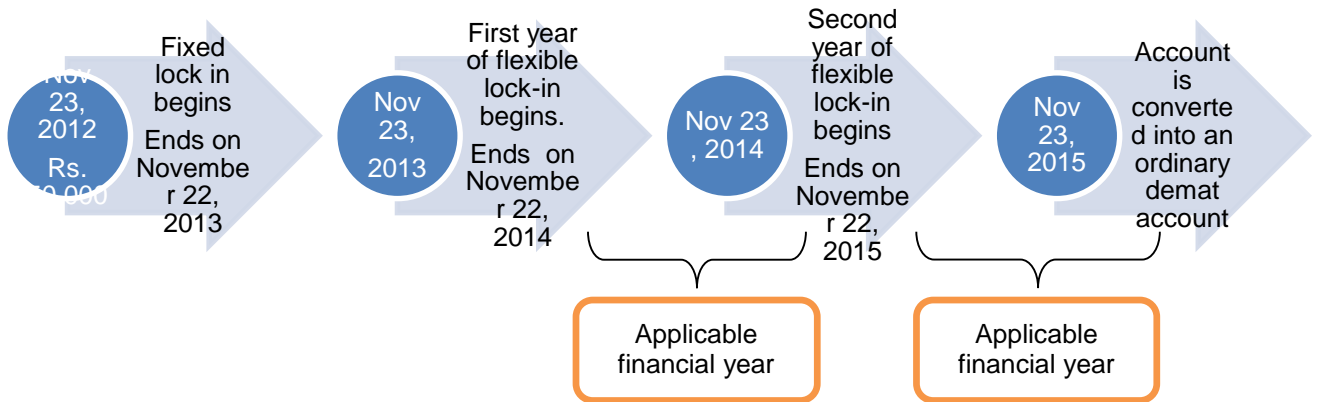 Nov
23,
2012
Rs.
Fixed
lock in
begins
Ends on
Novembe
r 22,
2013
Nov
23,
2013
First year
of flexible
lock-in
begins.
Ends on
Novembe
r 22,
2014
Nov 23
, 2014
Second
year of
flexible
lock-in
begins
Ends on
Novembe
r 22,
2015
Nov
23,
2015
Account
is
converte
d into an
ordinary
demat
account
Applicable
financial year
Applicable
financial year